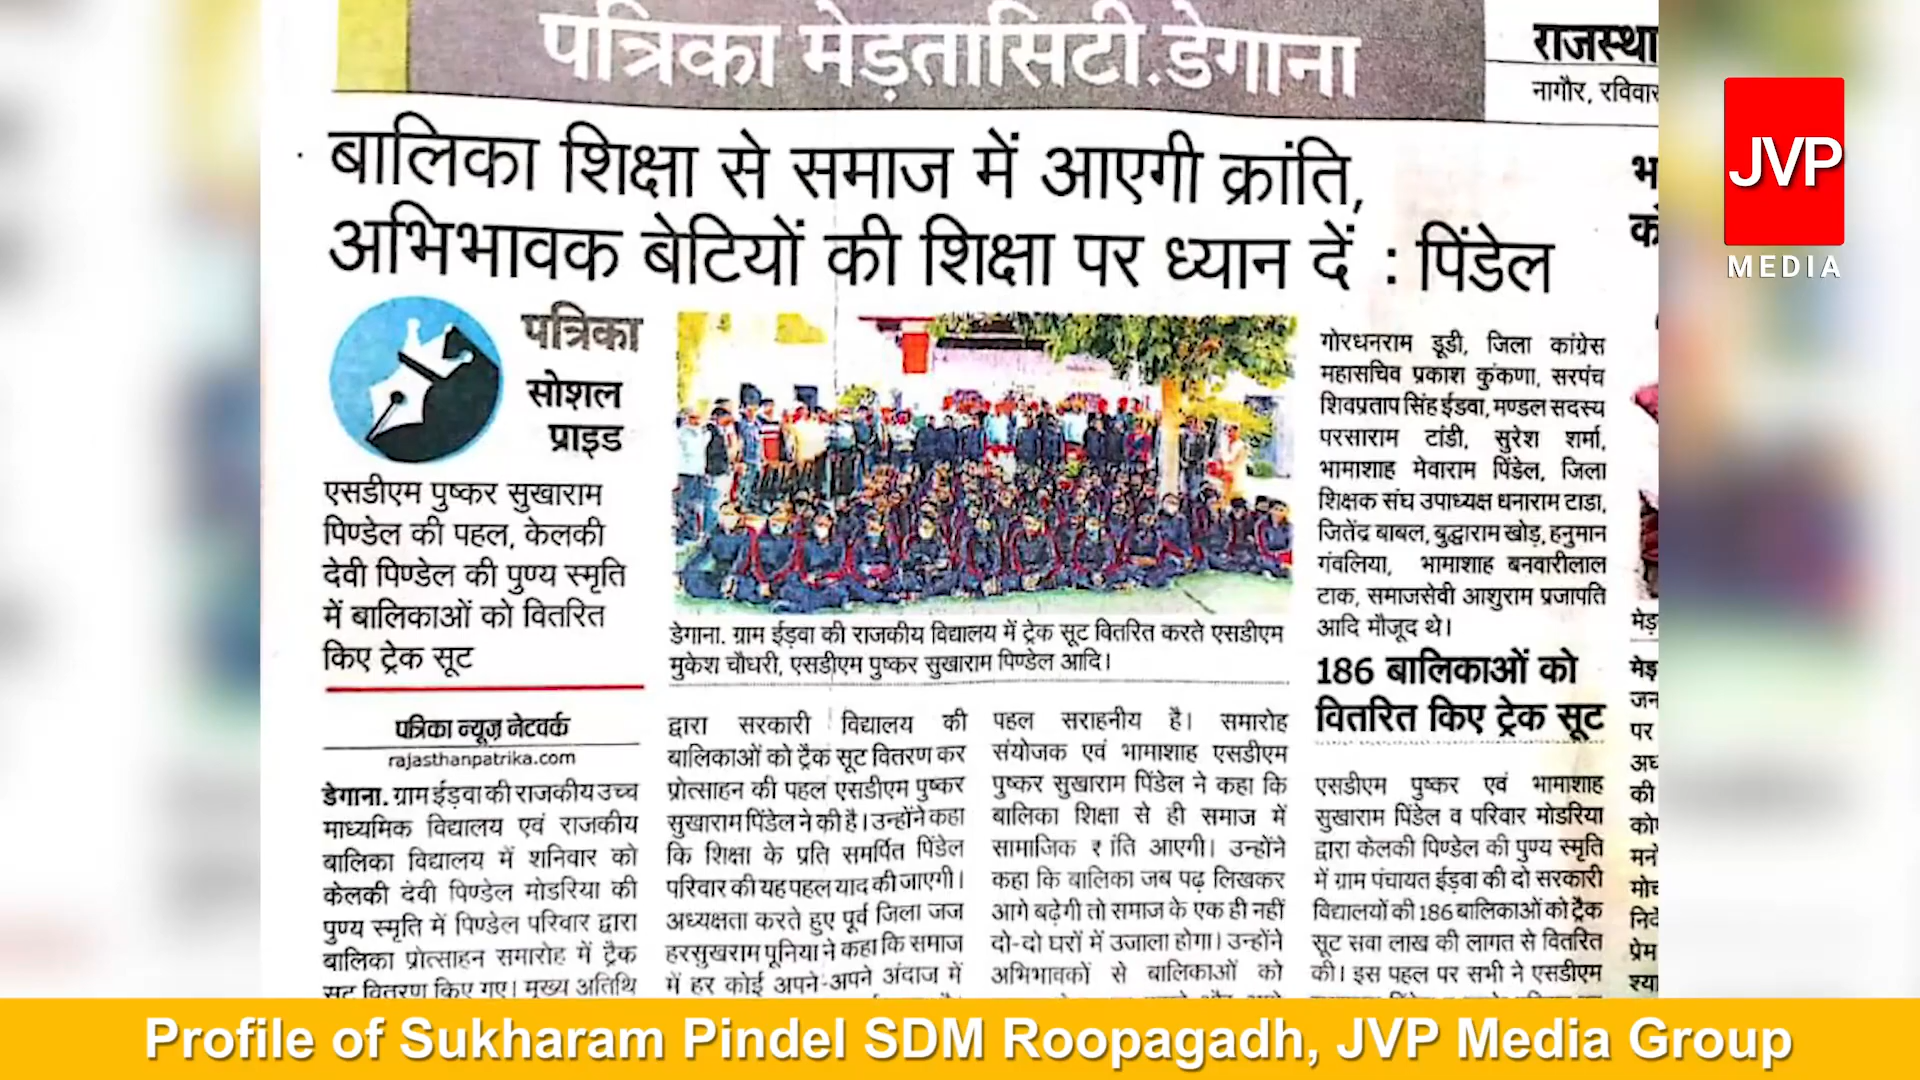 पत्रिका मेड़तासिटी.डेगाना
राजस्था
नागौर, रविवार
JVP
MEDIA
बालिका शिक्षा से समाज में आएगी क्रांति,
अभिभावक बेटियों की शिक्षा पर ध्यान दें : पिंडेल
पत्रिका
सोशल
प्राइड
एसडीएम पुष्कर सुखाराम
पिण्डेल की पहल, केलकी
देवी पिण्डेल की पुण्य स्मृति
में बालिकाओं को वितरित
किए ट्रेक सूट
पत्रिका न्यूज़ नेटवर्क
rajasthanpatrika.com
डेगाना. ग्राम ईड़वा की राजकीय उच्च
माध्यमिक विद्यालय एवं राजकीय
बालिका विद्यालय में शनिवार को
केलकी देवी पिण्डेल मोडरिया की
पुण्य स्मृति में पिण्डेल परिवार द्वारा
बालिका प्रोत्साहन समारोह में ट्रैक
सूट वितरण किए गए। मुख्य अतिथि
डेगाना. ग्राम ईड़वा की राजकीय विद्यालय में ट्रेक सूट वितरित करते एसडीएम
मुकेश चौधरी, एसडीएम पुष्कर सुखाराम पिण्डेल आदि।
द्वारा सरकारी विद्यालय की
बालिकाओं को ट्रैक सूट वितरण कर
प्रोत्साहन की पहल एसडीएम पुष्कर
सुखाराम पिंडेल ने की है। उन्होंने कहा
कि शिक्षा के प्रति समर्पित पिंडेल
परिवार की यह पहल याद की जाएगी।
अध्यक्षता करते हुए पूर्व जिला जज
हरसुखराम पूनिया ने कहा कि समाज
में हर कोई अपने-अपने अंदाज में
पहल सराहनीय है। समारोह
संयोजक एवं भामाशाह एसडीएम
पुष्कर सुखाराम पिंडेल ने कहा कि
बालिका शिक्षा से ही समाज में
सामाजिक र ांति आएगी। उन्होंने
कहा कि बालिका जब पढ़ लिखकर
आगे बढ़ेगी तो समाज के एक ही नहीं
दो-दो घरों में उजाला होगा। उन्होंने
अभिभावकों से बालिकाओं को
गोरधनराम डूडी, जिला कांग्रेस
महासचिव प्रकाश कुंकणा, सरपंच
शिवप्रताप सिंह ईडवा, मण्डल सदस्य
परसाराम टांडी, सुरेश शर्मा,
भामाशाह मेवाराम पिंडेल, जिला
शिक्षक संघ उपाध्यक्ष धनाराम टाडा,
जितेंद्र बाबल, बुद्धाराम खोड़, हनुमान
गंवलिया, भामाशाह बनवारीलाल
टाक, समाजसेवी आशुराम प्रजापति
आदि मौजूद थे।
186 बालिकाओं को
वितरित किए ट्रेक सूट
एसडीएम पुष्कर एवं भामाशाह
सुखाराम पिंडेल व परिवार मोडरिया
द्वारा केलकी पिण्डेल की पुण्य स्मृति
में ग्राम पंचायत ईड़वा की दो सरकारी
विद्यालयों की 186 बालिकाओं को ट्रैक
सूट सवा लाख की लागत से वितरित
की। इस पहल पर सभी ने एसडीएम
Profile of Sukharam Pindel SDM Roopagadh, JVP Media Group